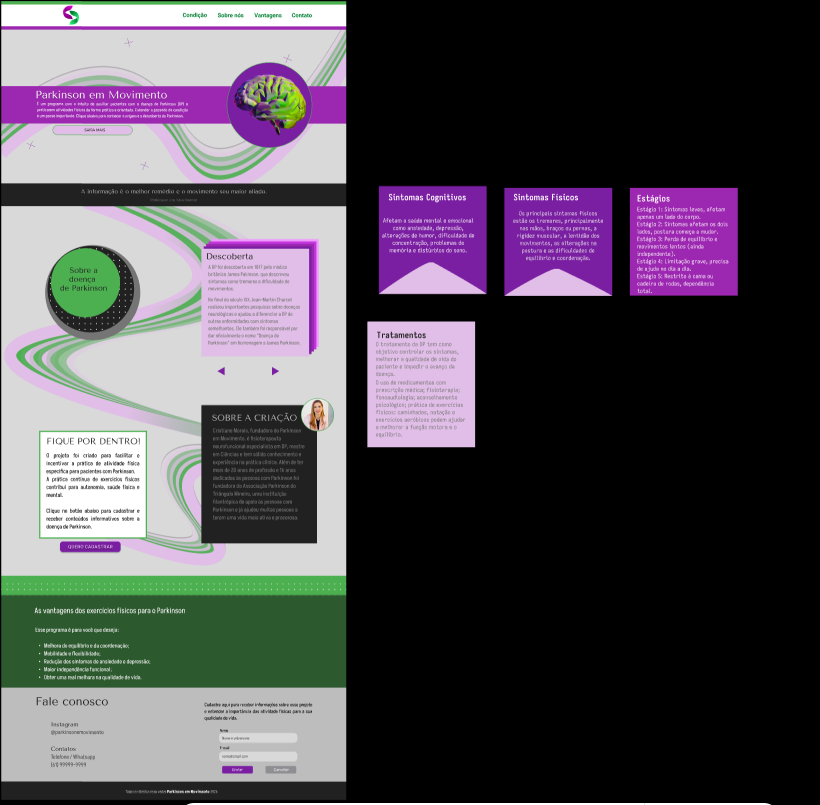 Condição Sobre nós Vantagens Contato
Parkinson em Movimento
É um programa com o intuito de auxiliar pacientes com a doença de Parkinson (DP) a
praticarem atividades físicas de forma prática e orientada. Entender o passado da condição
é um passo importante. Clique abaixo para conhecer a origem e a descoberta do Parkinson.
SAIBA MAIS
A informação é o melhor remédio e o movimento seu maior aliado.
Sobre a
doença
de Parkinson
Descoberta
A DP foi descoberta em 1817 pelo médico
britânico James Parkinson, que descreveu
sintomas como tremores e dificuldade de
movimentos.
No final do século XIX, Jean-Martin Charcot
realizou importantes pesquisas sobre doenças
neurológicas e ajudou a diferenciar a DP de
outras enfermidades com sintomas
semelhantes. Ele também foi responsável por
dar oficialmente o nome "Doença de
Parkinson" em homenagem a James Parkinson.
SOBRE A CRIAÇÃO
Cristiane Morais, fundadora do Parkinson
em Movimento, é fisioterapeuta
neurofuncional especialista em DP, mestre
em Ciências e tem sólido conhecimento e
experiência na prática clínica. Além de ter
mais de 20 anos de profissão e
dedicados às pessoas com Parkinson foi
fundadora da Associação Parkinson do
Triângulo Mineiro, uma instituição
filantrópica de apoio às pessoas com
Parkinson e já ajudou muitas pessoas a
terem uma vida mais ativa e prazerosa.
FIQUE POR DENTRO!
O projeto foi criado para facilitar e
incentivar a prática de atividade física
específica para pacientes com Parkinson.
A prática contínua de exercícios físicos
contribui para autonomia, saúde física e
mental.
Clique no botão abaixo para cadastrar e
receber conteúdos informativos sobre a
doença de Parkinson.
QUERO CADASTRAR
As vantagens dos exercícios físicos para o Parkinson
Esse programa é para você que deseja:
• Melhora do equilíbrio e da coordenação;
• Mobilidade e flexibilidade;
• Redução dos sintomas de ansiedade e depressão;
• Maior independência funcional;
• Obter uma real melhora na qualidade de vida.
Fale conosco
Instagram
@parkinsonemmovimento
Contatos
Telefone / Whatsapp
(xx) 99999-9999
Cadastre aqui para receber informações sobre esse projeto
e entender a importância das atividade físicas para a sua
qualidade de vida.
Nome
E-mail
Enviar
Cancelar
Todos os direitos reservados Parkinson em Movimento
Sintomas Cognitivos
Afetam a saúde mental e emocional
como ansiedade, depressão,
alterações de humor, dificuldade de
concentração, problemas de
memória e distúrbios do sono.
Sintomas Físicos
Os principais sintomas físicos
estão os tremores, principalmente
nas mãos, braços ou pernas, a
rigidez muscular, a lentidão dos
movimentos, as alterações na
postura e as dificuldades de
equilíbrio e coordenação.
Estágios
Estágio 1: Sintomas leves, afetam
apenas um lado do corpo.
Estágio 2: Sintomas afetam os dois
lados, postura começa a mudar.
Estágio 3: Perda de equilíbrio e
movimentos lentos (ainda
independente).
Estágio 4: Limitação grave, precisa
de ajuda no dia a dia.
Estágio 5: Restrito à cama ou
cadeira de rodas, dependência
total.
Tratamentos
O tratamento da DP tem como
objetivo controlar os sintomas,
melhorar a qualidade de vida do
paciente e impedir o avanço da
doença.
O uso de medicamentos com
prescrição médica; fisioterapia;
fonoaudiologia; aconselhamento
psicológico; prática de exercícios
físicos: caminhadas, natação e
exercícios aeróbicos podem ajudar
a melhorar a função motora e o
equilíbrio.